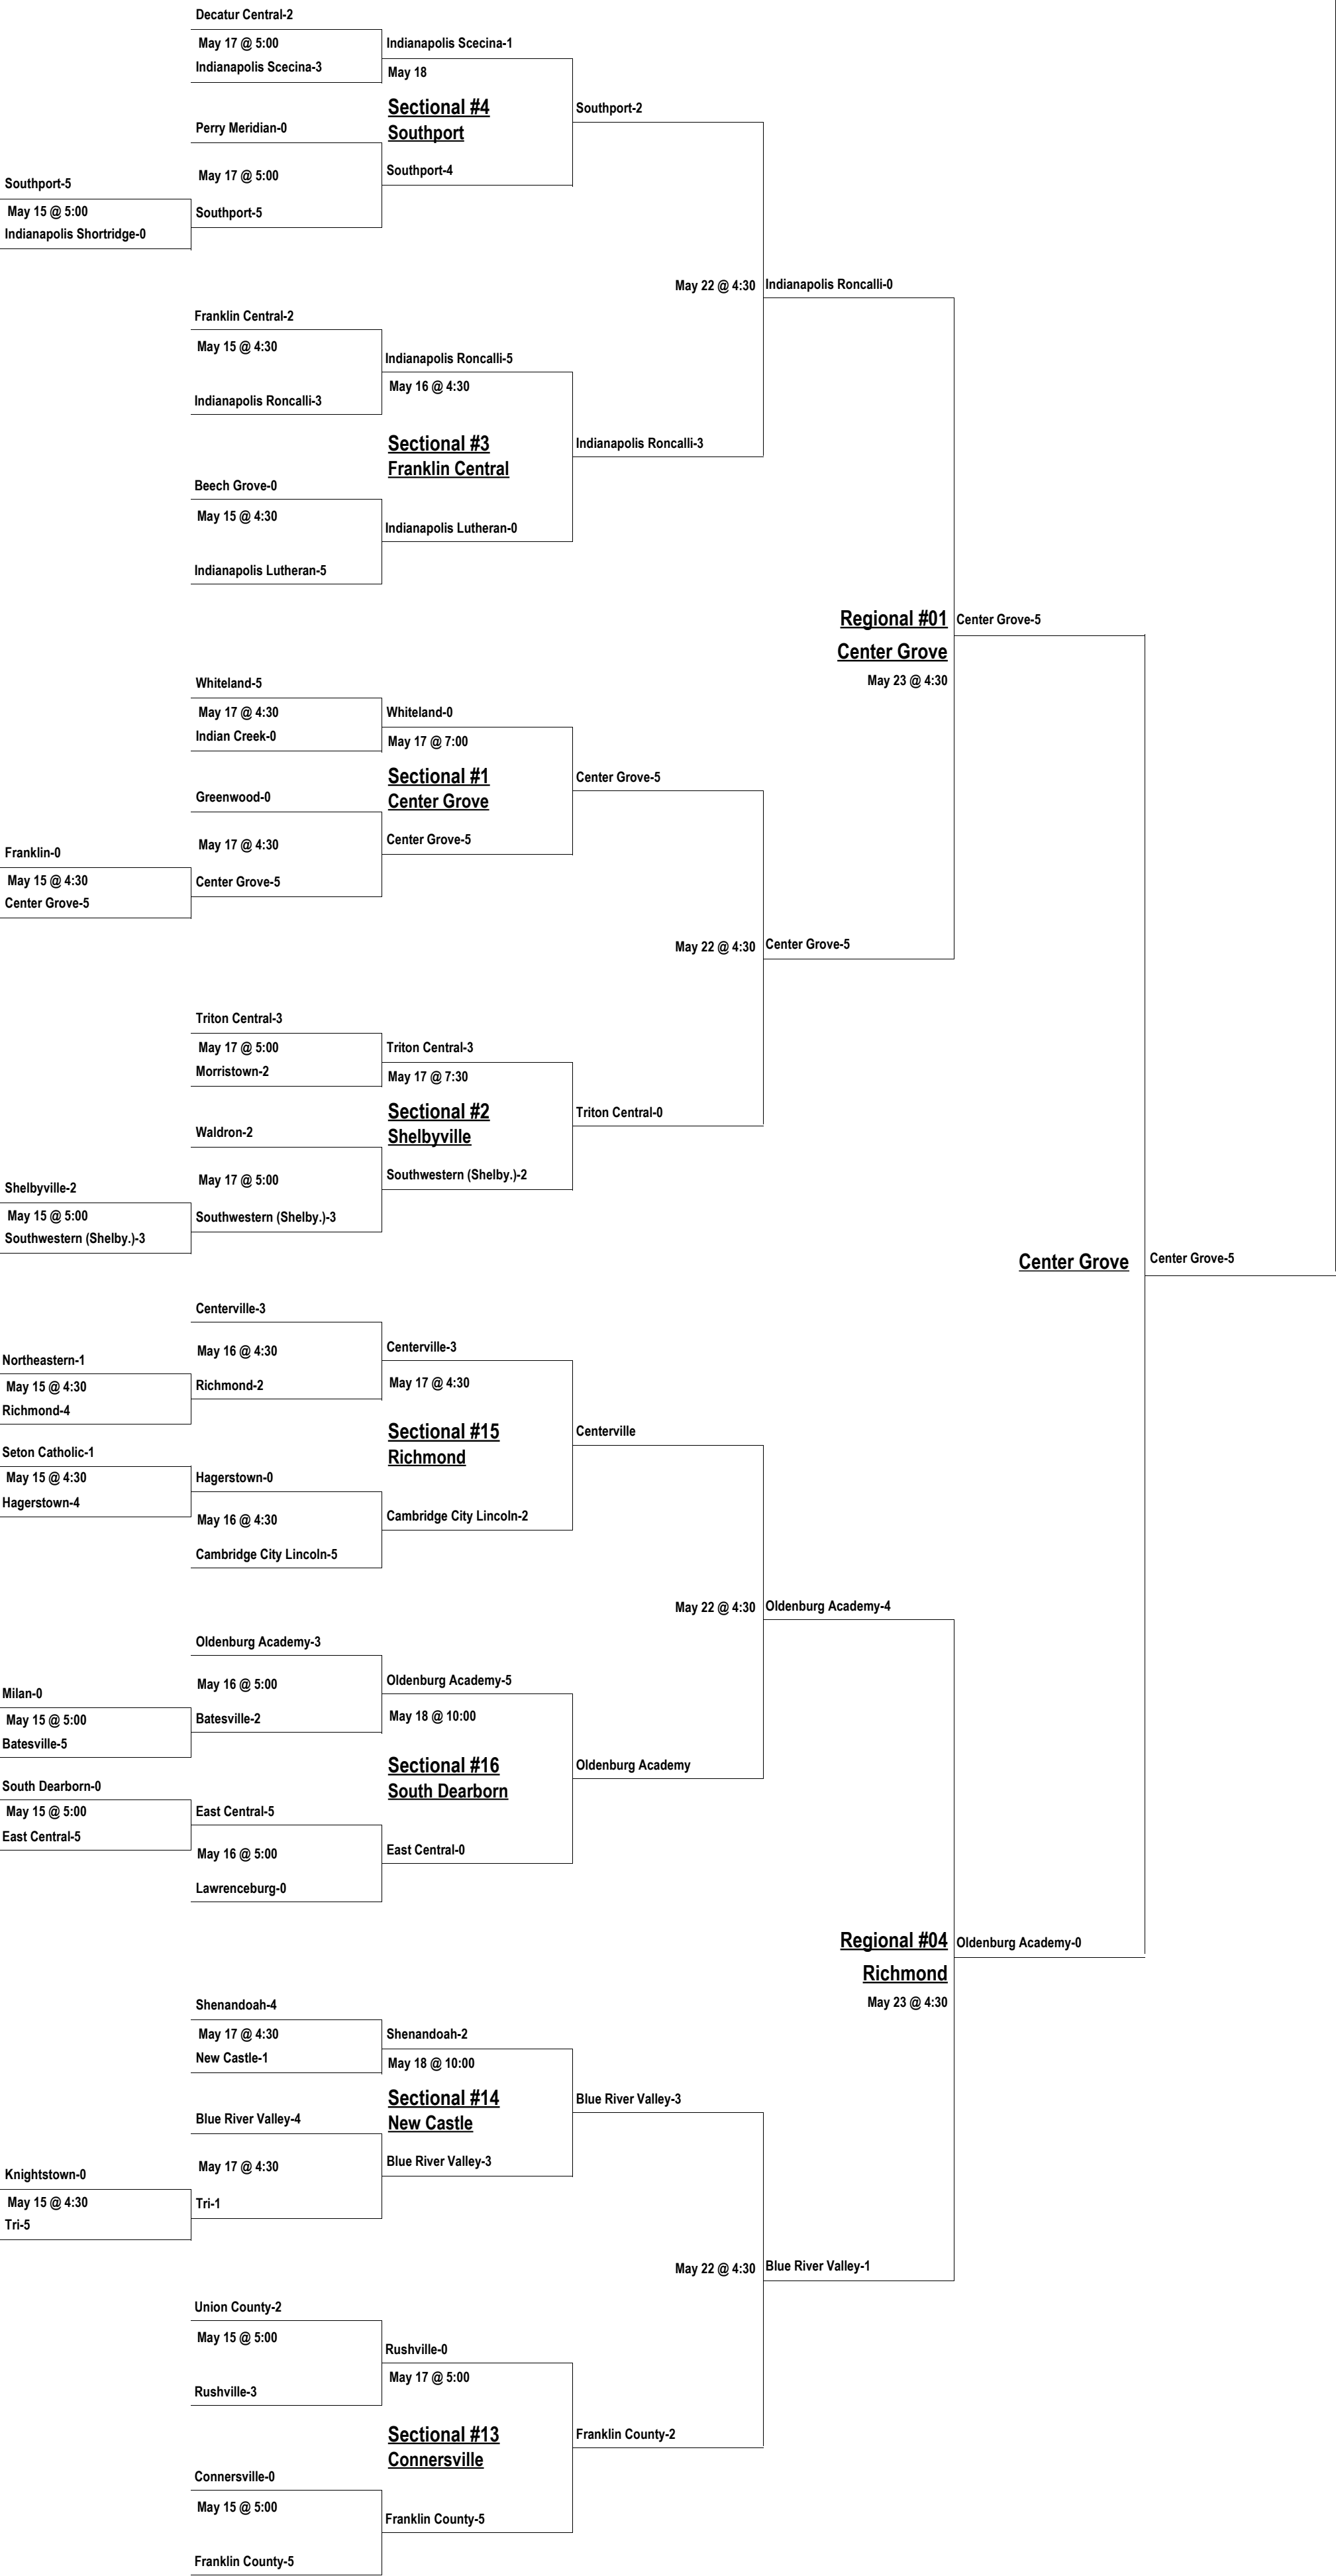 Decatur Central-2
May 17 @ 5:00
Indianapolis Scecina-1
Indianapolis Scecina-3
May 18
Sectional #4
Southport
Southport-2
Perry Meridian-0
May 17 @ 5:00
Southport-4
Southport-5
May 15 @ 5:00
Southport-5
Indianapolis Shortridge-0
May 22 @ 4:30
Indianapolis Roncalli-0
Franklin Central-2
May 15 @ 4:30
Indianapolis Roncalli-5
May 16 @ 4:30
Indianapolis Roncalli-3
Sectional #3
Franklin Central
Indianapolis Roncalli-3
Beech Grove-0
May 15 @ 4:30
Indianapolis Lutheran-0
Indianapolis Lutheran-5
Regional #01
Center Grove-5
Center Grove
May 23 @ 4:30
Whiteland-5
May 17 @ 4:30
Whiteland-0
Indian Creek-0
May 17 @ 7:00
Sectional #1
Center Grove
Center Grove-5
Greenwood-0
May 17 @ 4:30
Center Grove-5
Franklin-0
May 15 @ 4:30
Center Grove-5
Center Grove-5
May 22 @ 4:30
Center Grove-5
Triton Central-3
May 17 @ 5:00
Triton Central-3
Morristown-2
May 17 @ 7:30
Sectional #2
Shelbyville
Triton Central-0
Waldron-2
May 17 @ 5:00
Southwestern (Shelby.)-2
Shelbyville-2
May 15 @ 5:00
Southwestern (Shelby.)-3
Southwestern (Shelby.)-3
Center Grove
Center Grove-5
Centerville-3
Northeastern-1
May 16 @ 4:30
Centerville-3
May 15 @ 4:30
Richmond-2
May 17 @ 4:30
Richmond-4
Sectional #15
Richmond
Centerville
Seton Catholic-1
May 15 @ 4:30
Hagerstown-0
Hagerstown-4
May 16 @ 4:30
Cambridge City Lincoln-2
Cambridge City Lincoln-5
May 22 @ 4:30
Oldenburg Academy-4
Oldenburg Academy-3
Milan-0
May 16 @ 5:00
Oldenburg Academy-5
May 15 @ 5:00
Batesville-2
May 18 @ 10:00
Batesville-5
Sectional #16
South Dearborn
Oldenburg Academy
South Dearborn-0
May 15 @ 5:00
East Central-5
East Central-5
May 16 @ 5:00
East Central-0
Lawrenceburg-0
Regional #04
Oldenburg Academy-0
Richmond
May 23 @ 4:30
Shenandoah-4
May 17 @ 4:30
Shenandoah-2
New Castle-1
May 18 @ 10:00
Sectional #14
New Castle
Blue River Valley-3
Blue River Valley-4
May 17 @ 4:30
Blue River Valley-3
Knightstown-0
May 15 @ 4:30
Tri-1
Tri-5
May 22 @ 4:30
Blue River Valley-1
Union County-2
May 15 @ 5:00
Rushville-0
May 17 @ 5:00
Rushville-3
Sectional #13
Connersville
Franklin County-2
Connersville-0
May 15 @ 5:00
Franklin County-5
Franklin County-5